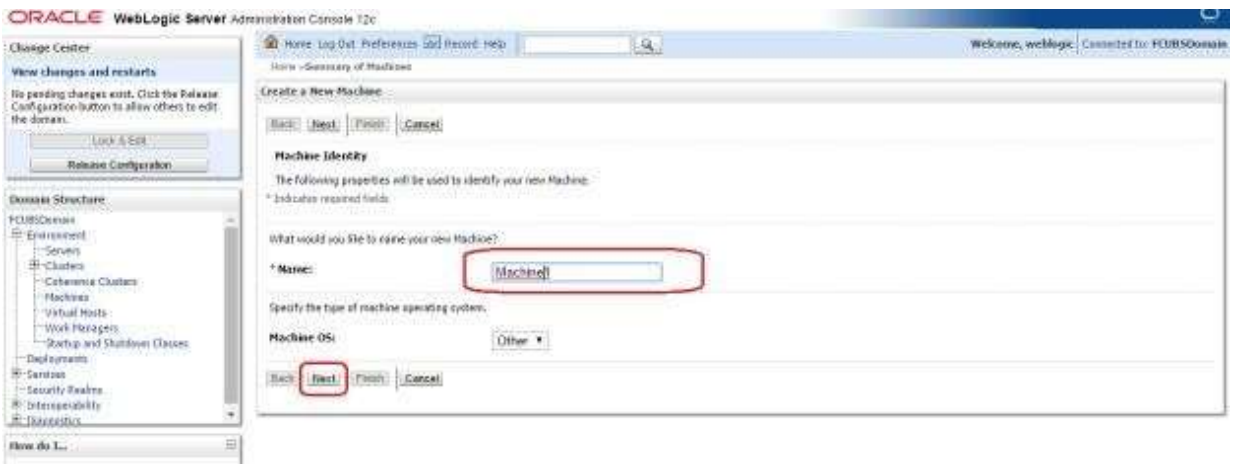 ORACLE WebLogic Server Administration Console 12c
Change Center
View changes and restarts
No pending changes exist. Click the Release
Configuration button to allow others to edit
the domain.
Lock & Edit
Release Configuration
Domain Structure
FCUBSDomain
Environment
Servers
Clusters
Coherence Clusters
Machines
Virtual Hosts
Work Managers
Startup and Shutdown Classes
Deployments
Services
Security Realms
Interoperability
Diagnostics
How do I...
Home Log Out Preferences Record Help
Welcome, weblogic Connected to: FCUBSDomain
Home >Summary of Machines
Create a New Machine
Back Next Finish Cancel
Machine Identity
The following properties will be used to identify your new Machine.
* Indicates required fields
What would you like to name your new Machine?
* Name: Machine1
Specify the type of machine operating system.
Machine OS: Other
Back Next Finish Cancel